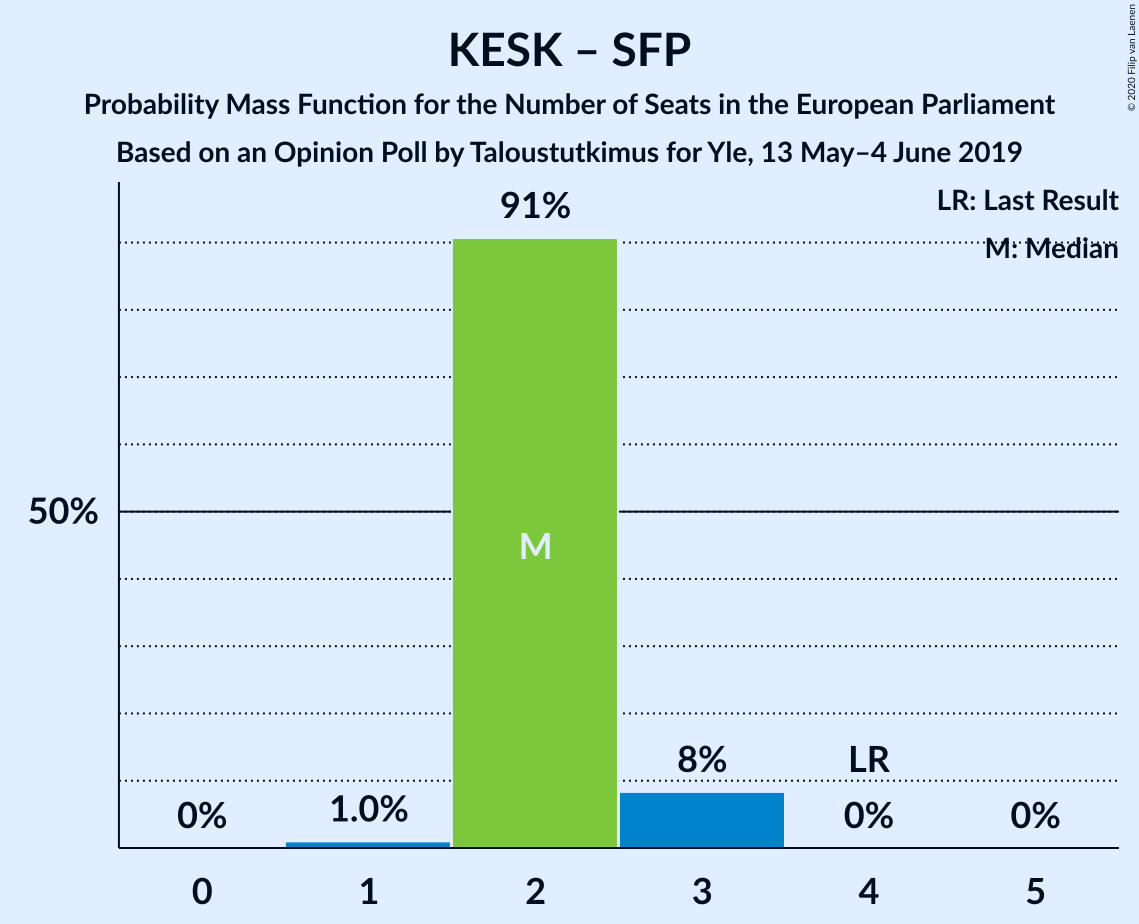 KESK – SFP
Probability Mass Function for the Number of Seats in the European Parliament
Based on an Opinion Poll by Taloustutkimus for Yle, 13 May–4 June 2019
© 2020 Filip van Laenen
LR: Last Result
M: Median
91%
50%
M
8%
LR
0%
1.0%
0%
0%
0
1
2
3
4
5